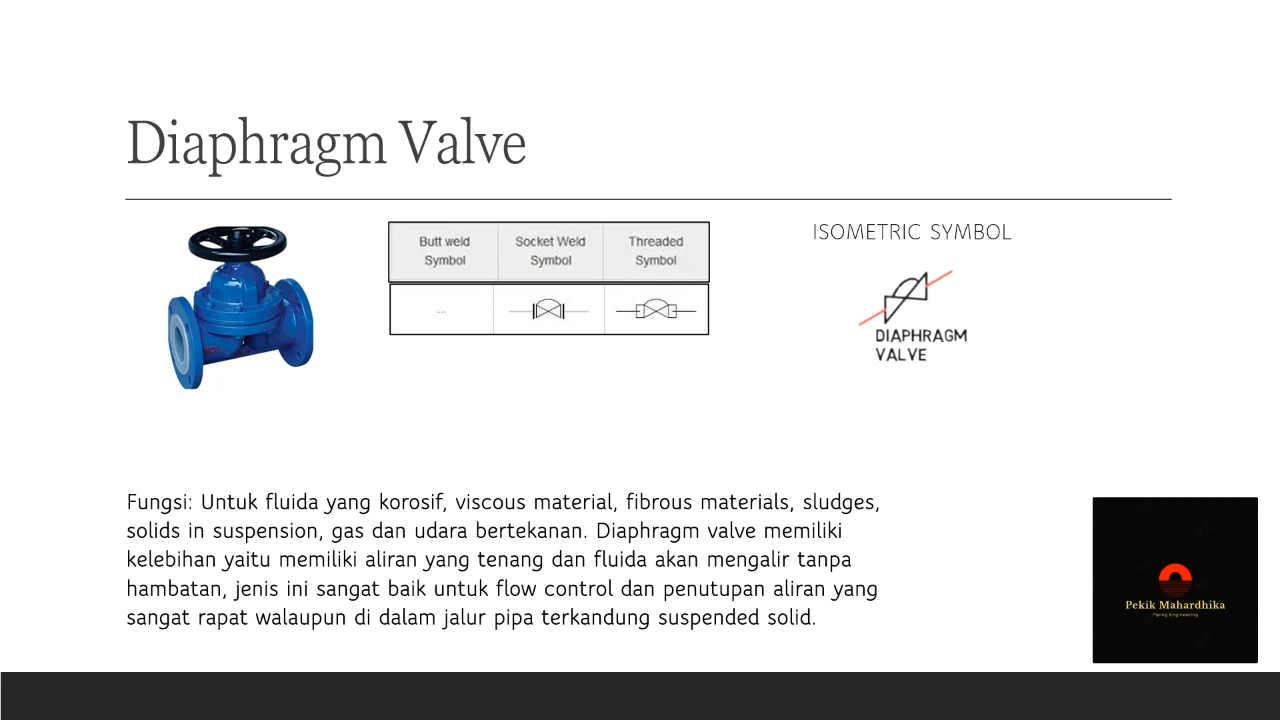 Diaphragm Valve
Butt weld Symbol
Socket Weld Symbol
Threaded Symbol
...
ISOMETRIC SYMBOL
DIAPHRAGM
VALVE
Fungsi: Untuk fluida yang korosif, viscous material, fibrous materials, sludges,
solids in suspension, gas dan udara bertekanan. Diaphragm valve memiliki
kelebihan yaitu memiliki aliran yang tenang dan fluida akan mengalir tanpa
hambatan, jenis ini sangat baik untuk flow control dan penutupan aliran yang
sangat rapat walaupun di dalam jalur pipa terkandung suspended solid.
Pekik Mahardhika
Piping Engineering